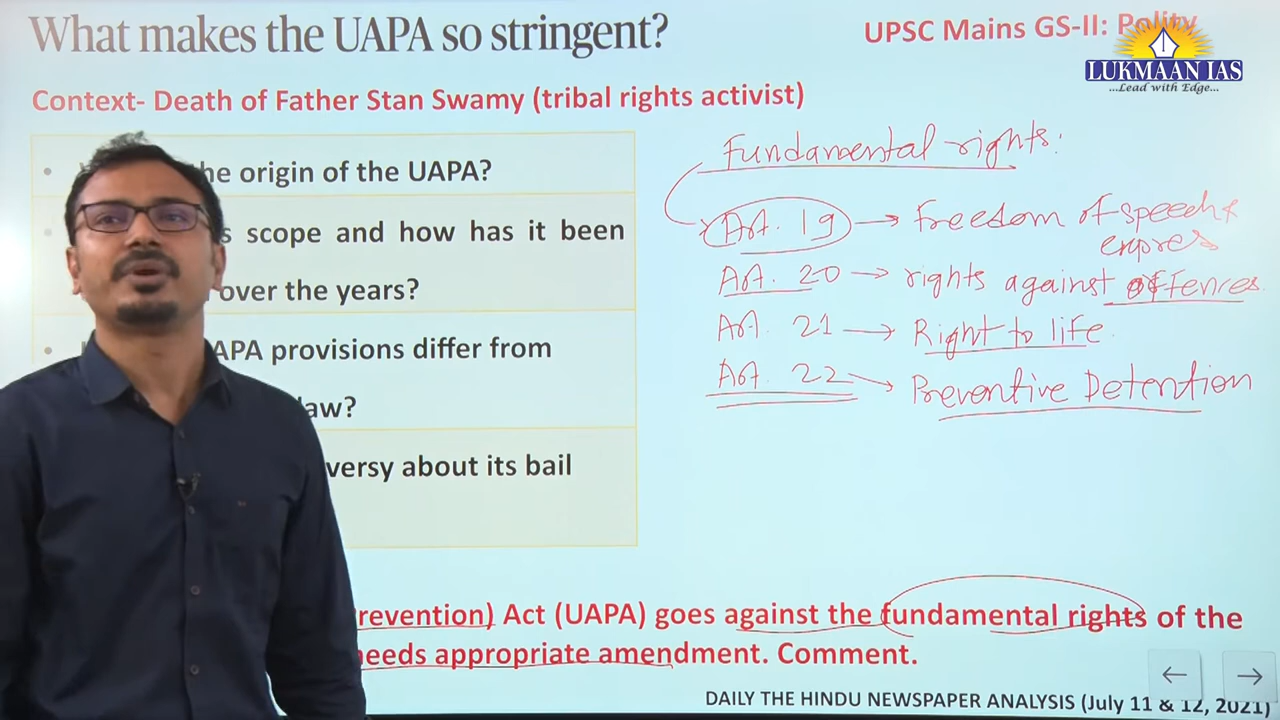 What makes the UAPA so stringent?
UPSC Mains GS-II: Polity
LUKMAAN IAS
...Lead with Edge...
Context- Death of Father Stan Swamy (tribal rights activist)
he origin of the UAPA?
s scope and how has it been
over the years?
APA provisions differ from
law?
versy about its bail
Fundamental rights:
Art. 19 → Freedom of speech &
expres
Art. 20 → rights against offences.
Art. 21 → Right to life.
Art. 22 → Preventive Detention
revention) Act (UAPA) goes against the fundamental rights of the
needs appropriate amendment. Comment.
DAILY THE HINDU NEWSPAPER ANALYSIS (July 11 & 12, 2021)